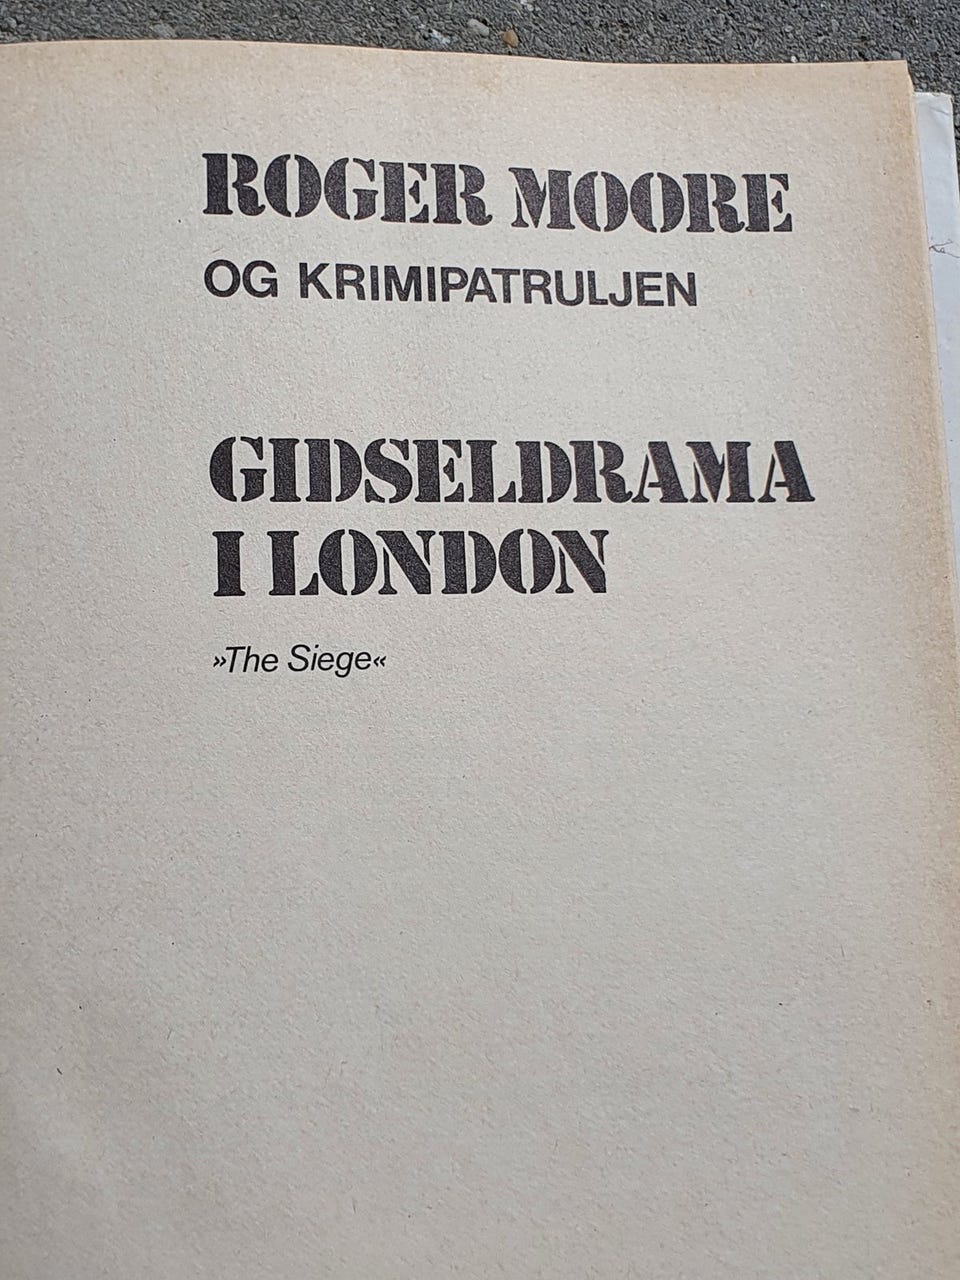 ROGER MOORE
OG KRIMIPATRULJEN
GIDSELDRAMA
I LONDON
»The Siege«